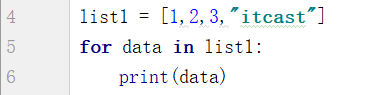 4 list1 = [1,2,3,"itcast"]
5 for data in list1:
6     print(data)